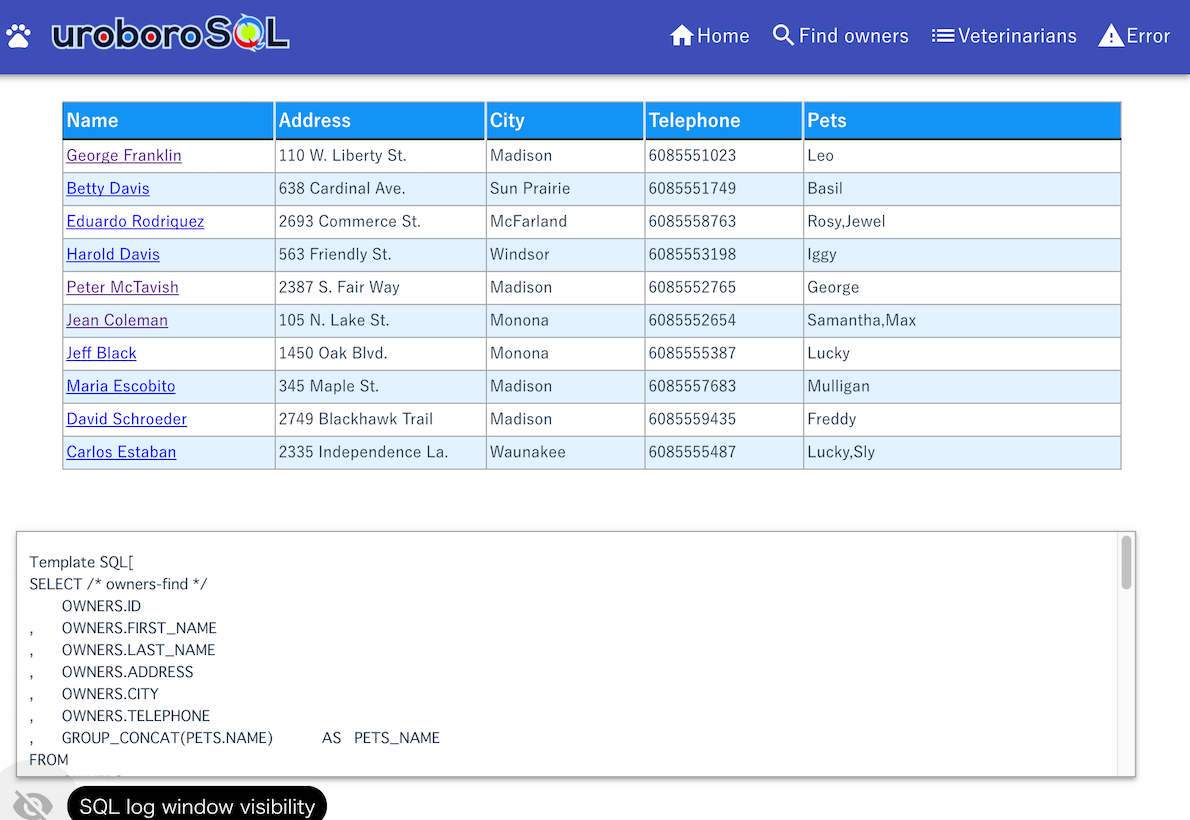 uroboroSQL Home Find owners Veterinarians Error
Name Address City Telephone Pets
George Franklin 110 W. Liberty St. Madison 6085551023 Leo
Betty Davis 638 Cardinal Ave. Sun Prairie 6085551749 Basil
Eduardo Rodriquez 2693 Commerce St. McFarland 6085558763 Rosy,Jewel
Harold Davis 563 Friendly St. Windsor 6085553198 Iggy
Peter McTavish 2387 S. Fair Way Madison 6085552765 George
Jean Coleman 105 N. Lake St. Monona 6085552654 Samantha,Max
Jeff Black 1450 Oak Blvd. Monona 6085555387 Lucky
Maria Escobito 345 Maple St. Madison 6085557683 Mulligan
David Schroeder 2749 Blackhawk Trail Madison 6085559435 Freddy
Carlos Estaban 2335 Independence La. Waunakee 6085555487 Lucky,Sly
Template SQL[
SELECT /* owners-find */
OWNERS.ID
, OWNERS.FIRST_NAME
, OWNERS.LAST_NAME
, OWNERS.ADDRESS
, OWNERS.CITY
, OWNERS.TELEPHONE
, GROUP_CONCAT(PETS.NAME) AS PETS_NAME
FROM
SQL log window visibility